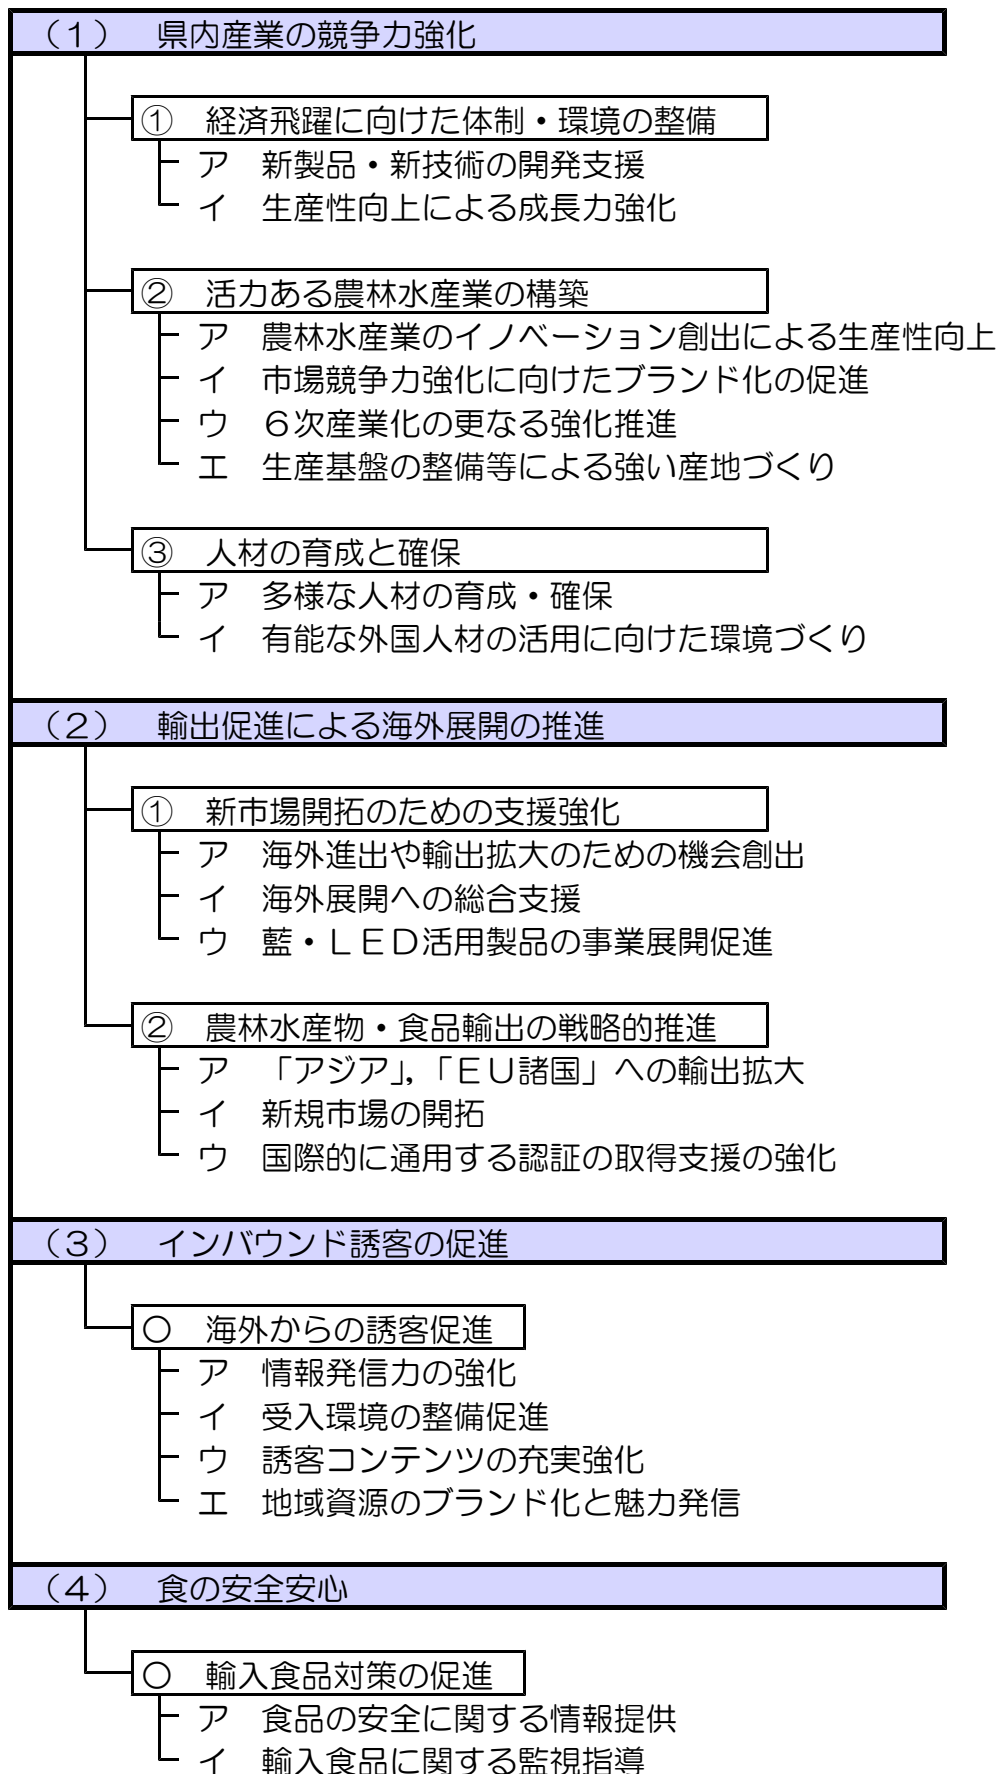 （１）　県内産業の競争力強化
①　経済飛躍に向けた体制・環境の整備
ア　新製品・新技術の開発支援
イ　生産性向上による成長力強化
②　活力ある農林水産業の構築
ア　農林水産業のイノベーション創出による生産性向上
イ　市場競争力強化に向けたブランド化の促進
ウ　６次産業化の更なる強化推進
エ　生産基盤の整備等による強い産地づくり
③　人材の育成と確保
ア　多様な人材の育成・確保
イ　有能な外国人材の活用に向けた環境づくり
（２）　輸出促進による海外展開の推進
①　新市場開拓のための支援強化
ア　海外進出や輸出拡大のための機会創出
イ　海外展開への総合支援
ウ　藍・ＬＥＤ活用製品の事業展開促進
②　農林水産物・食品輸出の戦略的推進
ア　「アジア」，「ＥＵ諸国」への輸出拡大
イ　新規市場の開拓
ウ　国際的に通用する認証の取得支援の強化
（３）　インバウンド誘客の促進
○　海外からの誘客促進
ア　情報発信力の強化
イ　受入環境の整備促進
ウ　誘客コンテンツの充実強化
エ　地域資源のブランド化と魅力発信
（４）　食の安全安心
○　輸入食品対策の促進
ア　食品の安全に関する情報提供
イ　輸入食品に関する監視指導